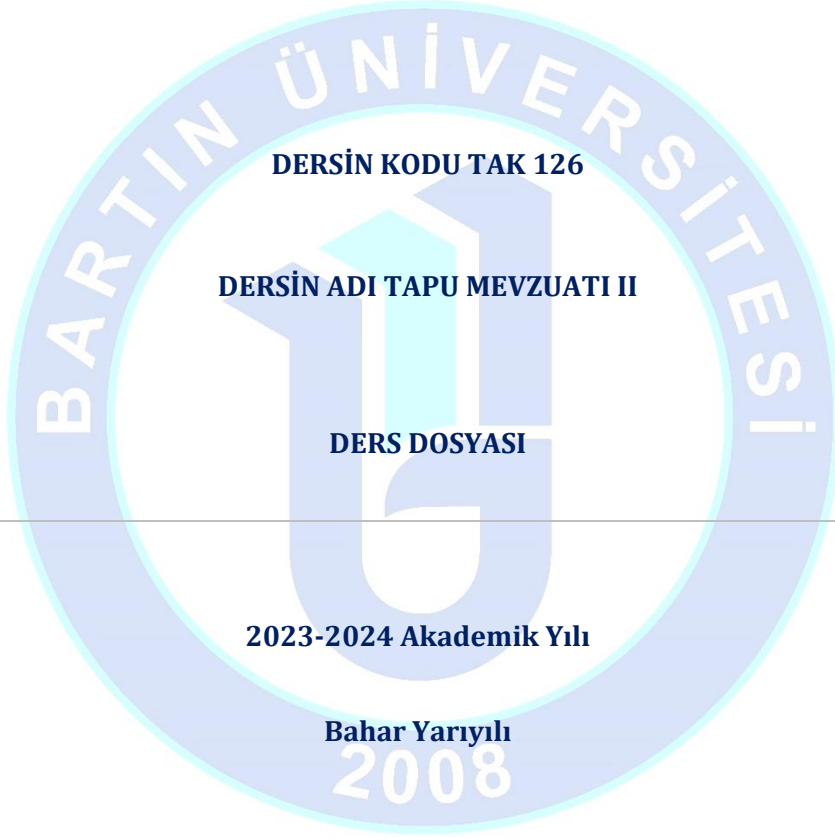 BARTIN ÜNİVERSİTESİ
DERSİN KODU TAK 126
DERSİN ADI TAPU MEVZUATI II
DERS DOSYASI
2023-2024 Akademik Yılı
Bahar Yarıyılı
2008